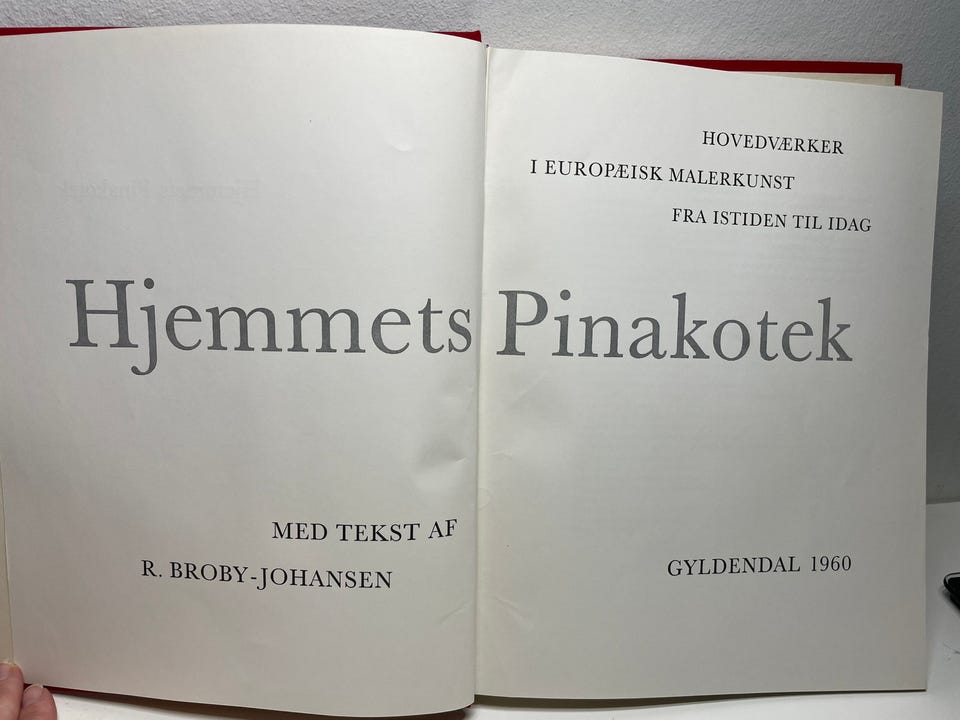 HOVEDVÆRKER
I EUROPÆISK MALERKUNST
FRA ISTIDEN TIL IDAG
Hjemmets Pinakotek
MED TEKST AF
R. BROBY-JOHANSEN
GYLDENDAL 1960